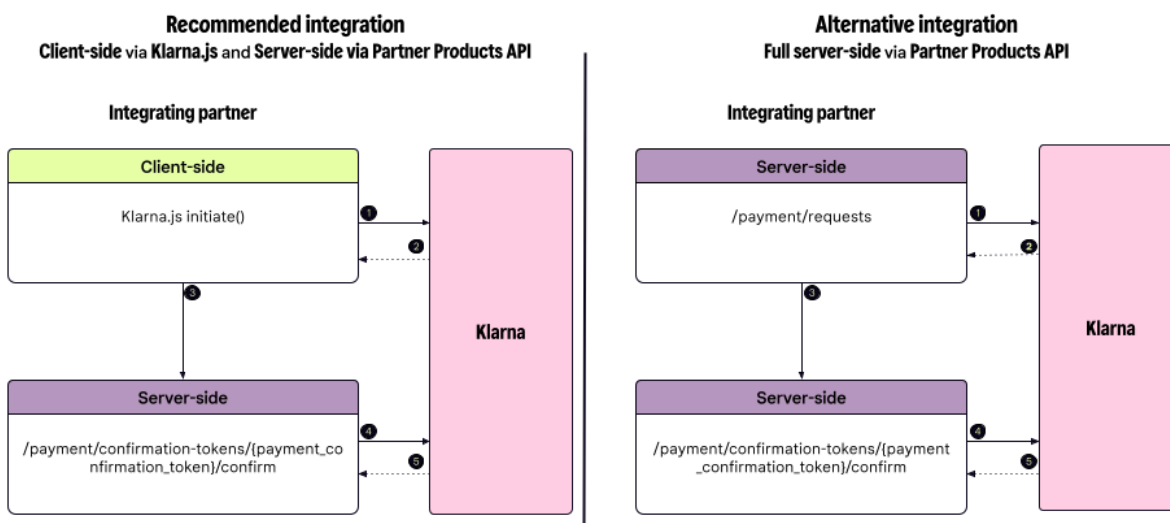 Recommended integration
Client-side via Klarna.js and Server-side via Partner Products API
Integrating partner
Client-side
Klarna.js initiate()
1
2
3
Klarna
Server-side
/payment/confirmation-tokens/{payment_co
nfirmation_token}/confirm
4
5
Alternative integration
Full server-side via Partner Products API
Integrating partner
Server-side
/payment/requests
1
2
3
Klarna
Server-side
/payment/confirmation-tokens/{payment
_confirmation_token}/confirm
4
5